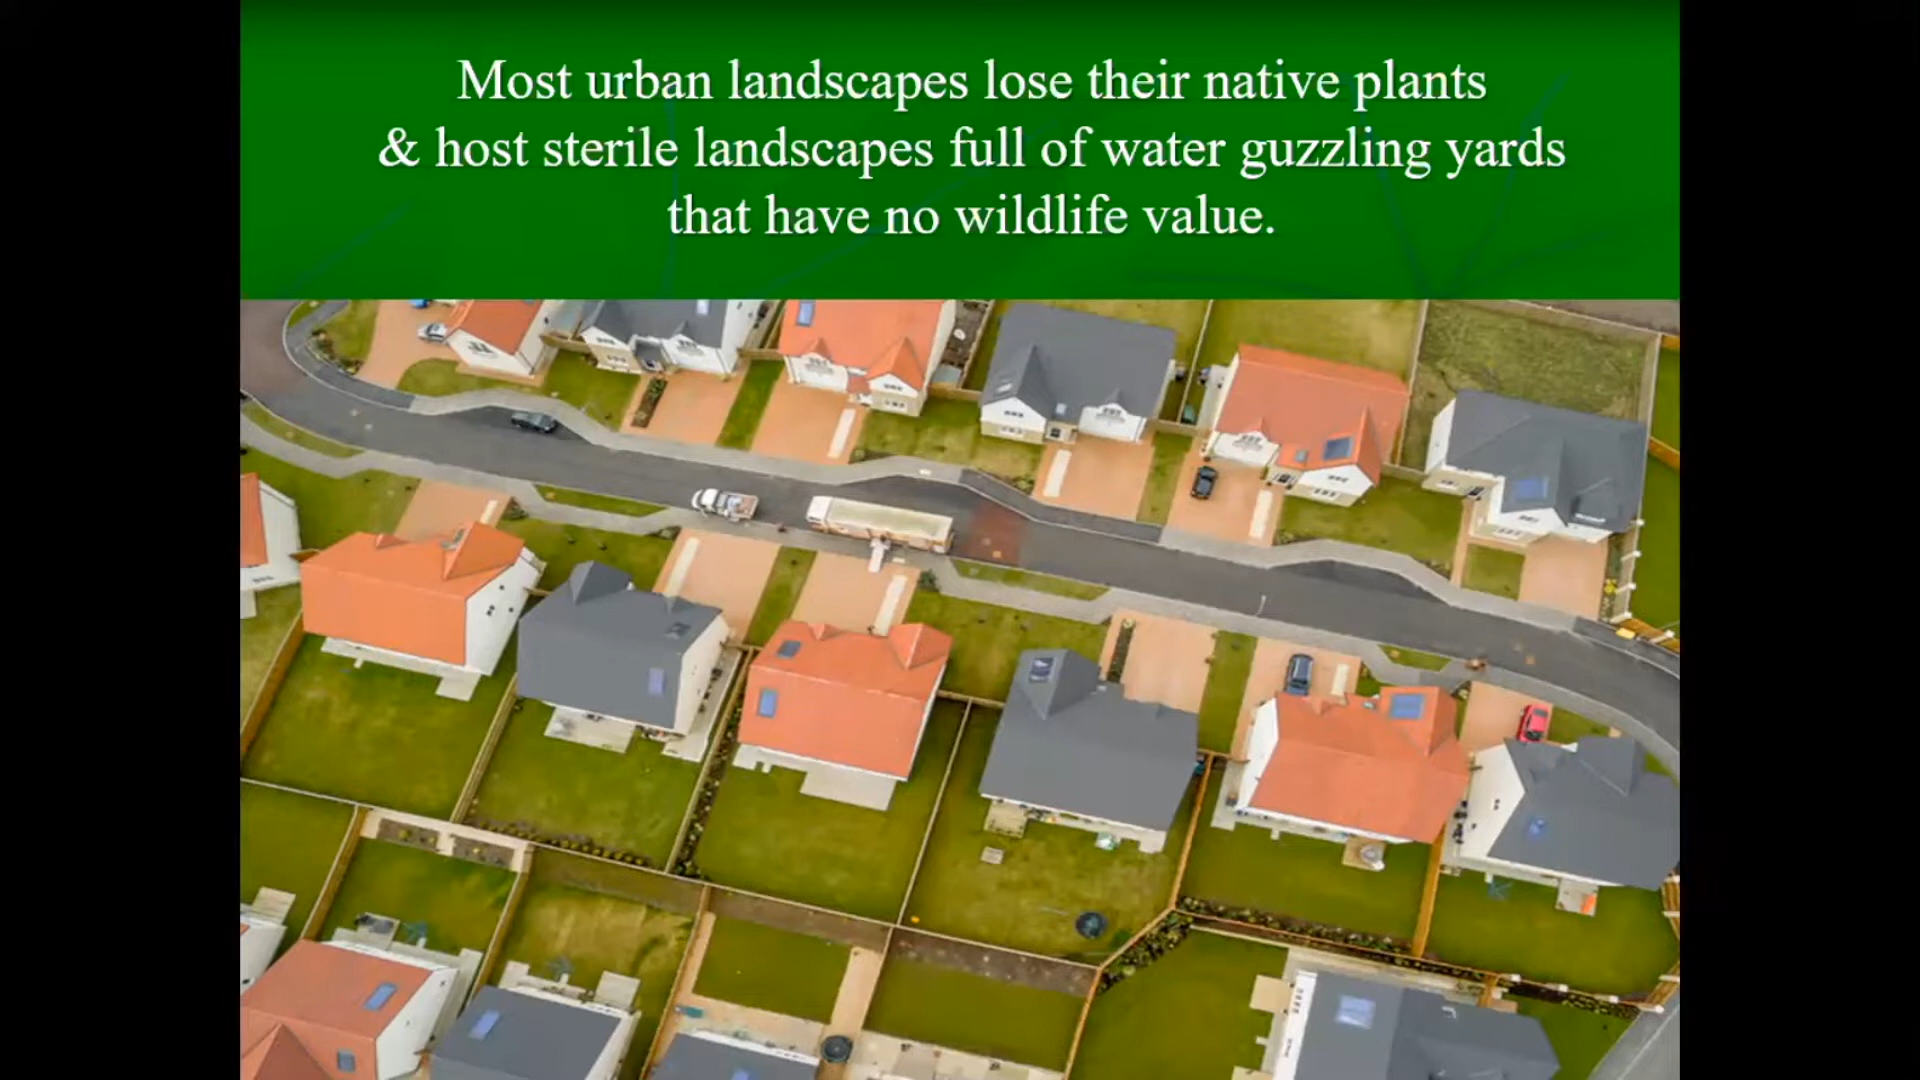 Most urban landscapes lose their native plants
& host sterile landscapes full of water guzzling yards
that have no wildlife value.